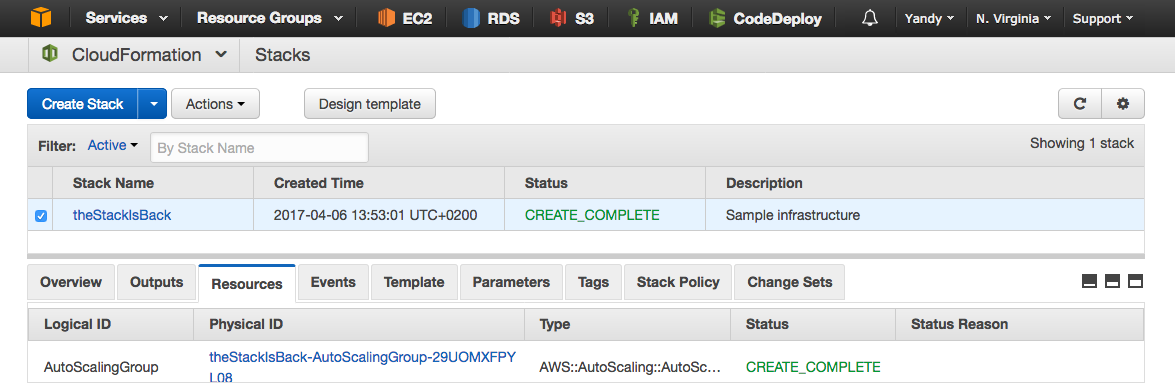 Services Resource Groups EC2 RDS S3 IAM CodeDeploy Yandy N. Virginia Support
CloudFormation Stacks
Create Stack Actions Design template
Filter: Active By Stack Name Showing 1 stack
Stack Name Created Time Status Description
theStackIsBack 2017-04-06 13:53:01 UTC+0200 CREATE_COMPLETE Sample infrastructure
Overview Outputs Resources Events Template Parameters Tags Stack Policy Change Sets
Logical ID Physical ID Type Status Status Reason
AutoScalingGroup theStackIsBack-AutoScalingGroup-29UOMXFPY AWS::AutoScaling::AutoSc... CREATE_COMPLETE
L08